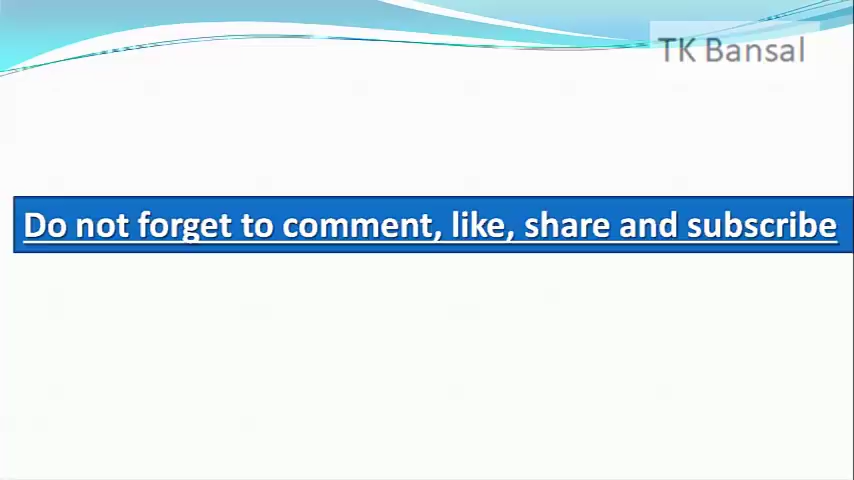 TK Bansal
Do not forget to comment, like, share and subscribe